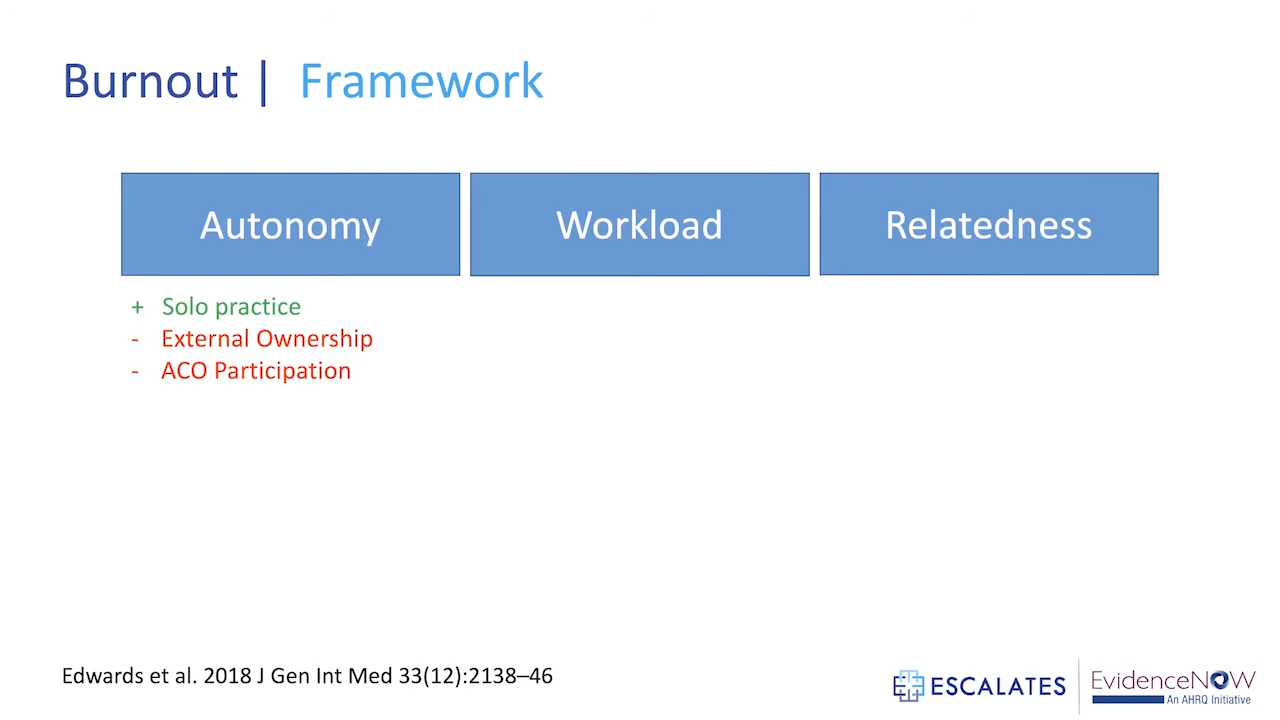 Burnout | Framework
Autonomy
Workload
Relatedness
+ Solo practice
- External Ownership
- ACO Participation
Edwards et al. 2018 J Gen Int Med 33(12):2138–46
ESCALATES
EvidenceNOW
An AHRQ Initiative